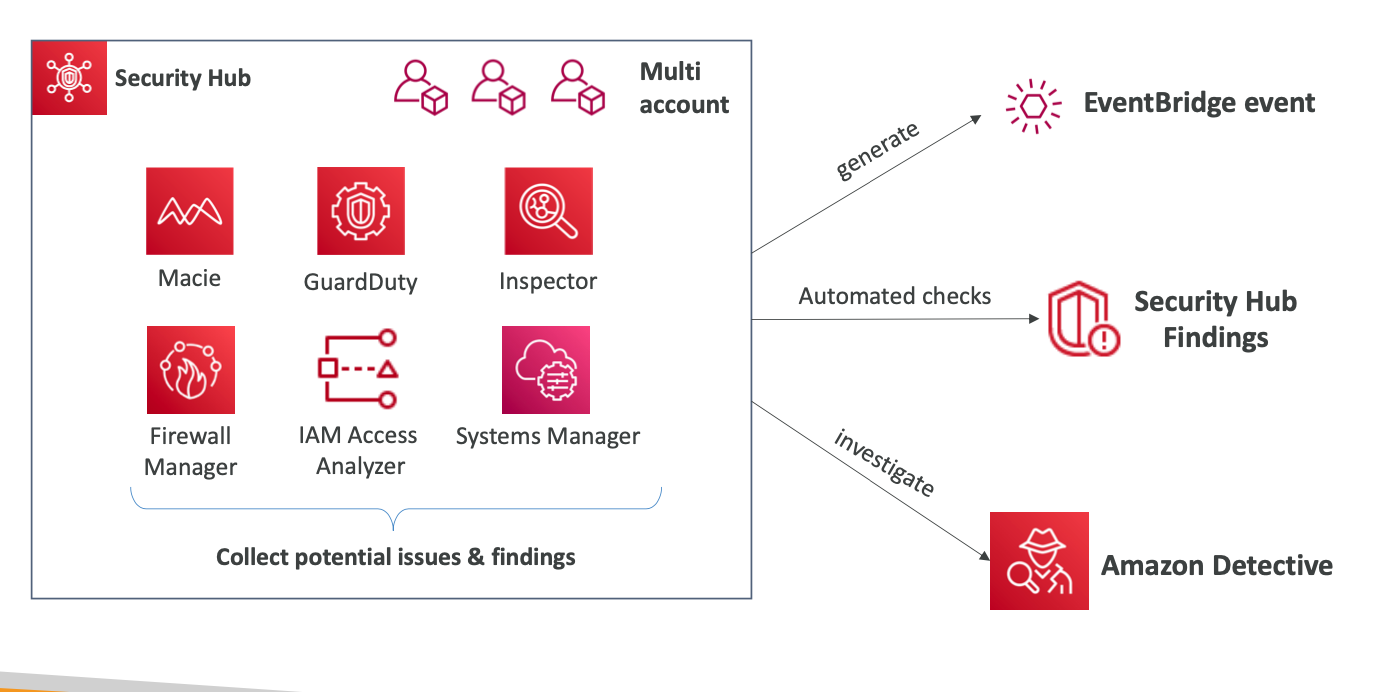 Security Hub
Multi
account
EventBridge event
generate
Macie
GuardDuty
Inspector
Automated checks
Security Hub
Findings
Firewall
Manager
IAM Access
Analyzer
Systems Manager
investigate
Collect potential issues & findings
Amazon Detective